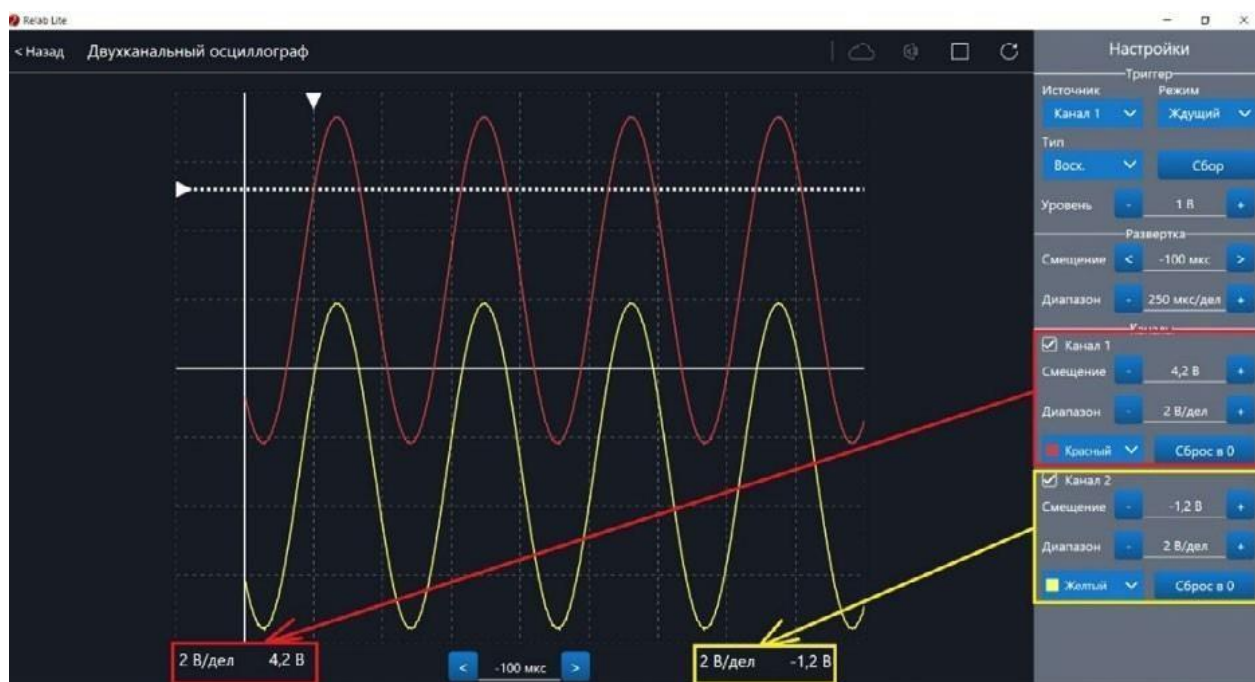 Relab Lite
< Назад Двухканальный осциллограф
Настройки
Триггер
Источник Режим
Канал 1 Ждущий
Тип
Восх. Сбор
Уровень - 1 В +
Развертка
Смещение < -100 мкс >
Диапазон - 250 мкс/дел +
Каналы
Канал 1
Смещение - 4,2 В +
Диапазон - 2 В/дел +
Красный Сброс в 0
Канал 2
Смещение - -1,2 В +
Диапазон - 2 В/дел +
Желтый Сброс в 0
2 В/дел 4,2 В < -100 мкс > 2 В/дел -1,2 В